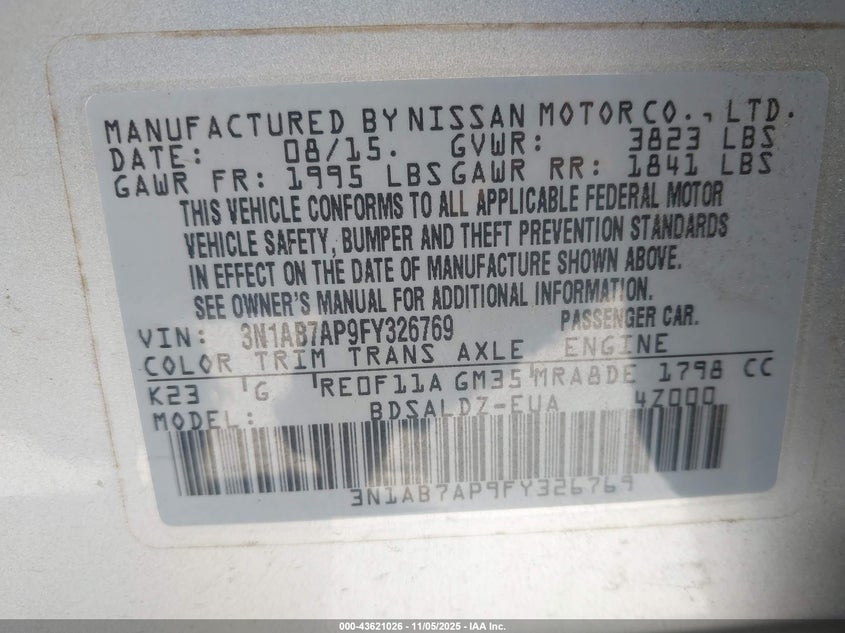 MANUFACTURED BY NISSAN MOTOR CO., LTD.
DATE: 08/15. GVWR: 3823 LBS
GAWR FR: 1995 LBS GAWR RR: 1841 LBS
THIS VEHICLE CONFORMS TO ALL APPLICABLE FEDERAL MOTOR
VEHICLE SAFETY, BUMPER AND THEFT PREVENTION STANDARDS
IN EFFECT ON THE DATE OF MANUFACTURE SHOWN ABOVE.
SEE OWNER'S MANUAL FOR ADDITIONAL INFORMATION.
VIN: 3N1AB7AP9FY326769 PASSENGER CAR.
COLOR TRIM TRANS AXLE ENGINE
K23 G RE0F11A GM35 MRA8DE 1798 CC
MODEL: BDSALDZ-EUA 4Z000
3N1AB7AP9FY326769
000-43621026 - 11/05/2025 - IAA Inc.